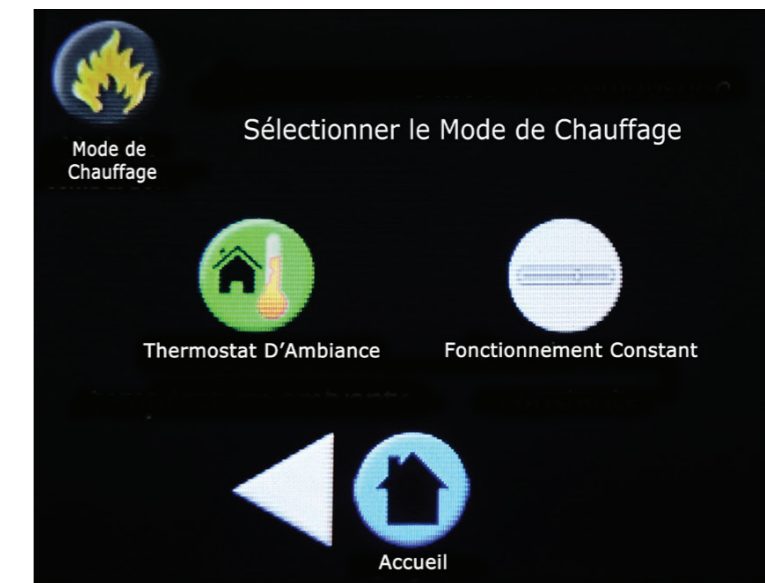 Mode de
Chauffage
Sélectionner le Mode de Chauffage
Thermostat D'Ambiance
Fonctionnement Constant
Accueil